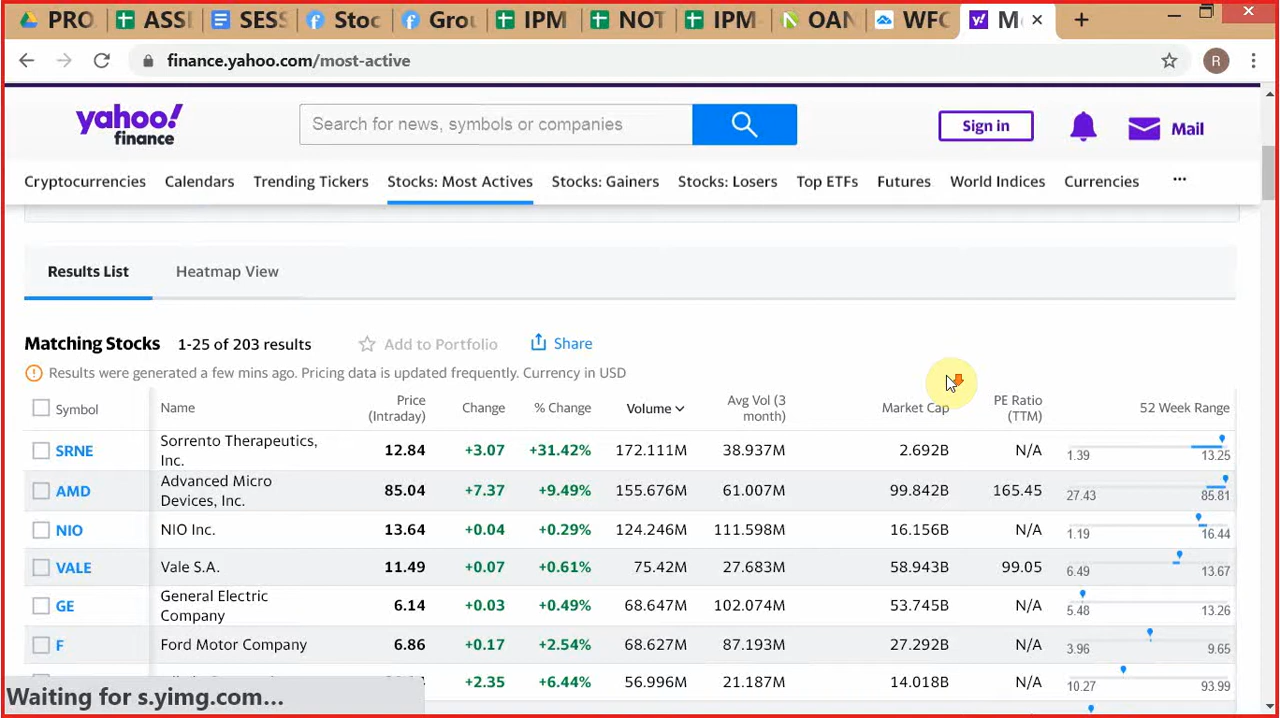 PRO ASSI SESS Stoc Grou IPM NOT IPM- OAN WFC M
finance.yahoo.com/most-active R
yahoo!
finance
Search for news, symbols or companies
Sign in
Mail
Cryptocurrencies Calendars Trending Tickers Stocks: Most Actives Stocks: Gainers Stocks: Losers Top ETFs Futures World Indices Currencies ...
Results List Heatmap View
Matching Stocks 1-25 of 203 results Add to Portfolio Share
Results were generated a few mins ago. Pricing data is updated frequently. Currency in USD
Symbol Name Price (Intraday) Change % Change Volume Avg Vol (3 month) Market Cap PE Ratio (TTM) 52 Week Range
SRNE Sorrento Therapeutics, Inc. 12.84 +3.07 +31.42% 172.111M 38.937M 2.692B N/A 1.39 13.25
AMD Advanced Micro Devices, Inc. 85.04 +7.37 +9.49% 155.676M 61.007M 99.842B 165.45 27.43 85.81
NIO NIO Inc. 13.64 +0.04 +0.29% 124.246M 111.598M 16.156B N/A 1.19 16.44
VALE Vale S.A. 11.49 +0.07 +0.61% 75.42M 27.683M 58.943B 99.05 6.49 13.67
GE General Electric Company 6.14 +0.03 +0.49% 68.647M 102.074M 53.745B N/A 5.48 13.26
F Ford Motor Company 6.86 +0.17 +2.54% 68.627M 87.193M 27.292B N/A 3.96 9.65
+2.35 +6.44% 56.996M 21.187M 14.018B N/A 10.27 93.99
Waiting for s.yimg.com...